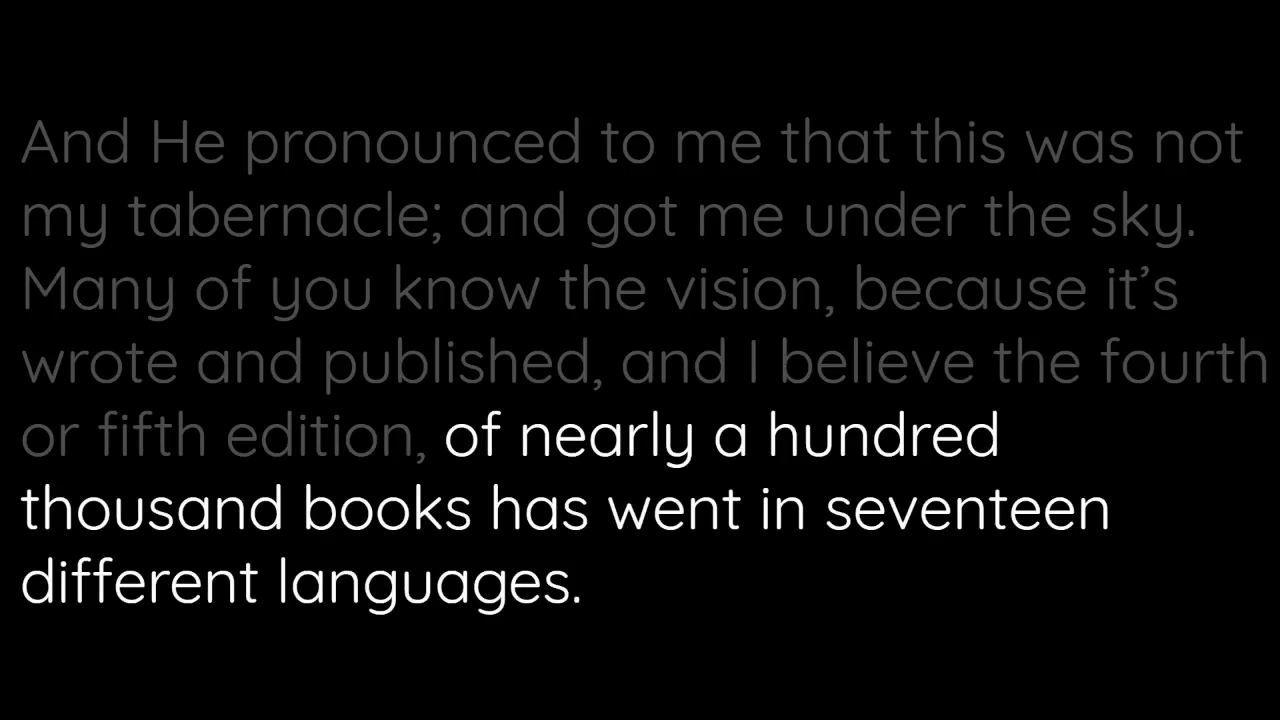 And He pronounced to me that this was not
my tabernacle; and got me under the sky.
Many of you know the vision, because it’s
wrote and published, and I believe the fourth
or fifth edition, of nearly a hundred
thousand books has went in seventeen
different languages.